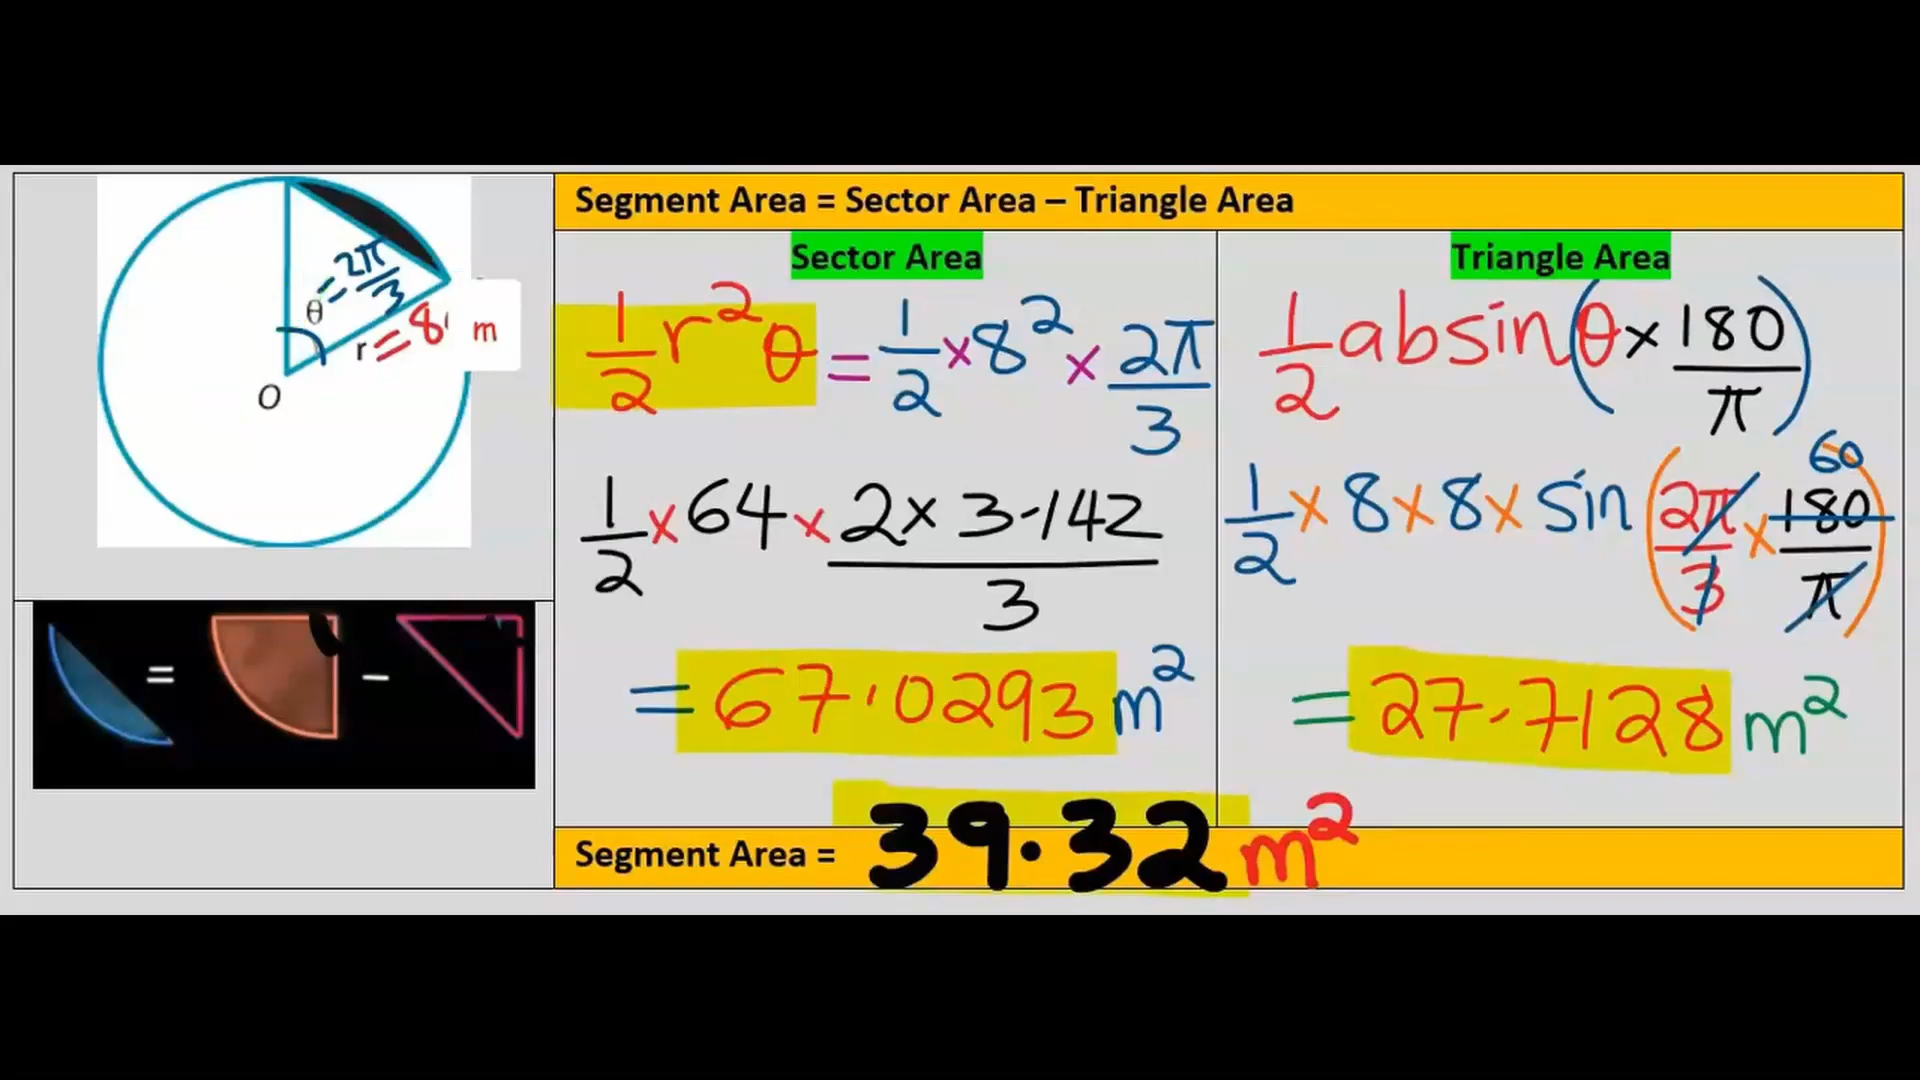 θ = 2π/3
r = 8 m
O
= −
Segment Area = Sector Area – Triangle Area
Sector Area
1/2 r²θ = 1/2 × 8² × 2π/3
1/2 × 64 × 2 × 3.142/3
= 67.0293 m²
Triangle Area
1/2 ab sin (θ × 180/π)
1/2 × 8 × 8 × sin (2π/3 × 180/π) 60
= 27.7128 m²
Segment Area = 39.32 m²